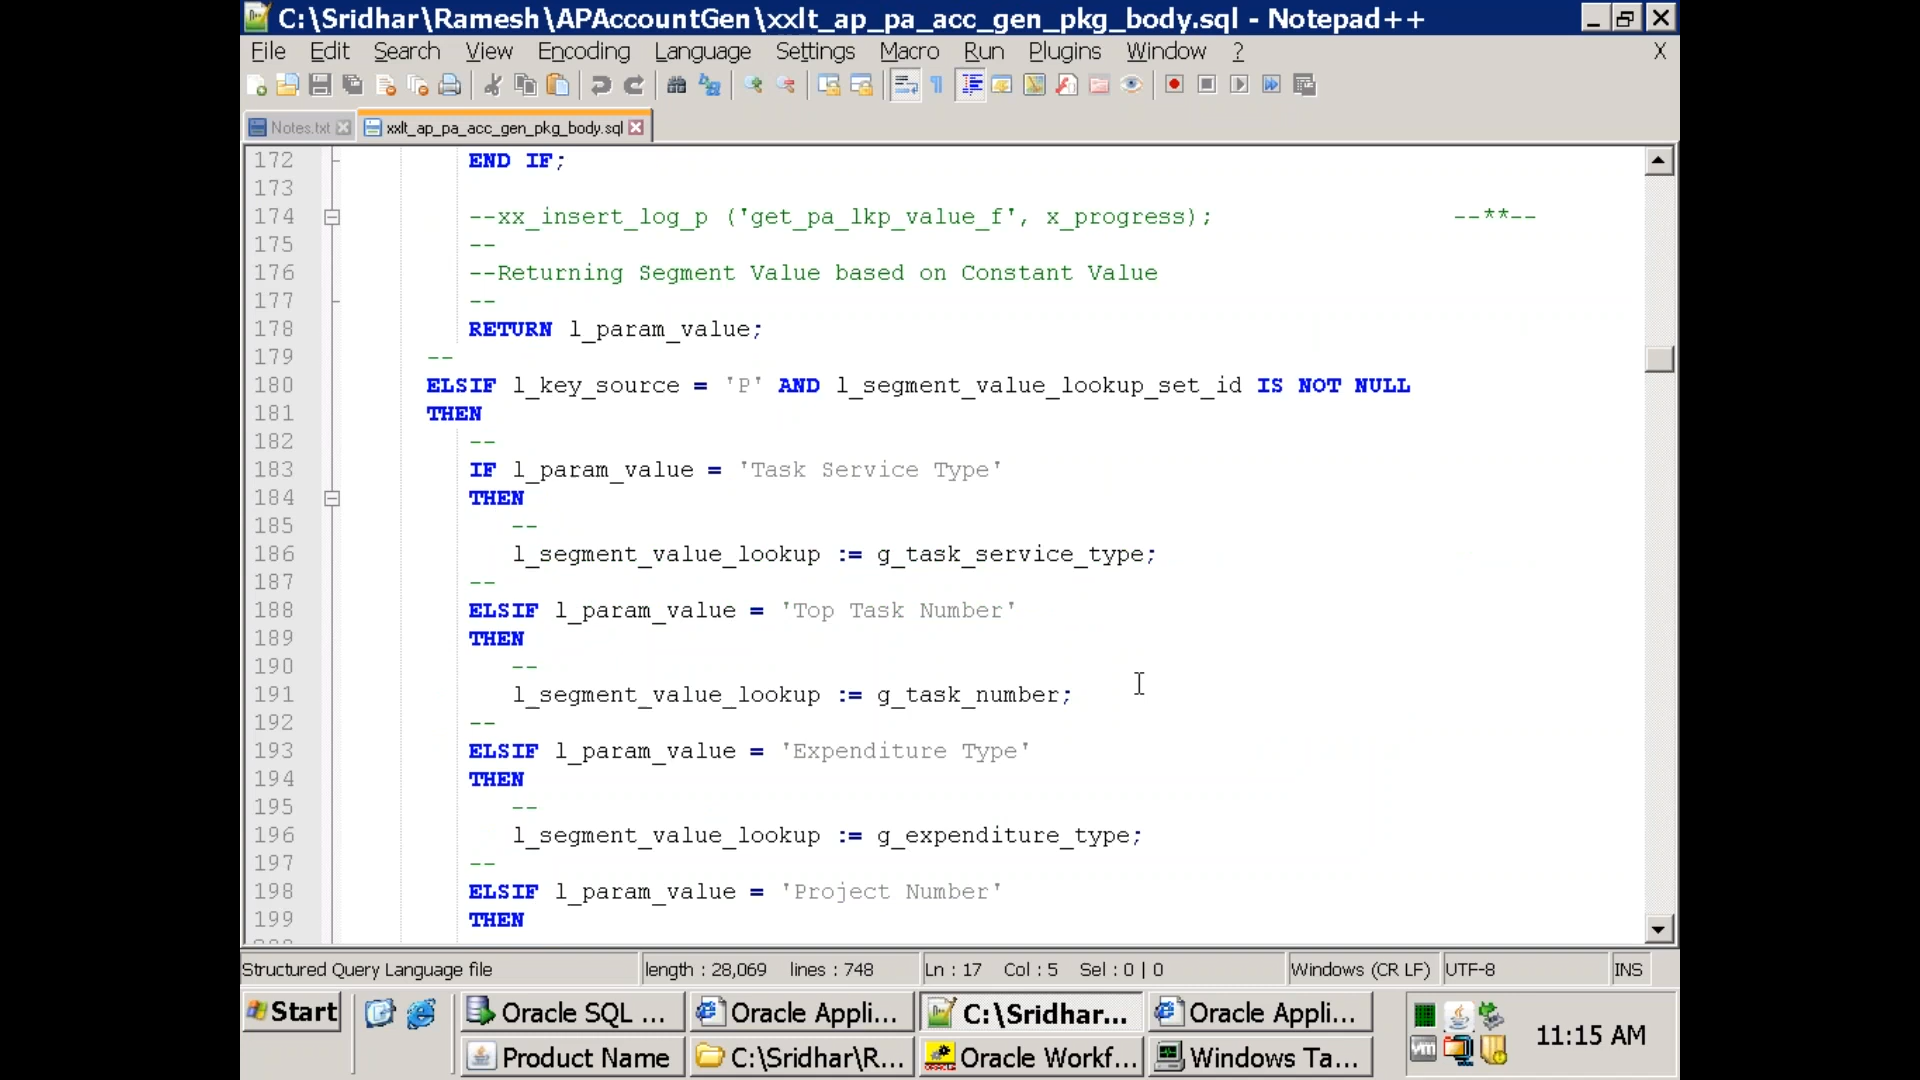 C:\Sridhar\Ramesh\APAccountGen\xxlt_ap_pa_acc_gen_pkg_body.sql - Notepad++
File Edit Search View Encoding Language Settings Macro Run Plugins Window ? X
Notes.txt xxlt_ap_pa_acc_gen_pkg_body.sql
172 END IF;
173
174 --xx_insert_log_p ('get_pa_lkp_value_f', x_progress); --**--
175 --
176 --Returning Segment Value based on Constant Value
177 --
178 RETURN l_param_value;
179 --
180 ELSIF l_key_source = 'P' AND l_segment_value_lookup_set_id IS NOT NULL
181 THEN
182 --
183 IF l_param_value = 'Task Service Type'
184 THEN
185 --
186 l_segment_value_lookup := g_task_service_type;
187 --
188 ELSIF l_param_value = 'Top Task Number'
189 THEN
190 --
191 l_segment_value_lookup := g_task_number;
192 --
193 ELSIF l_param_value = 'Expenditure Type'
194 THEN
195 --
196 l_segment_value_lookup := g_expenditure_type;
197 --
198 ELSIF l_param_value = 'Project Number'
199 THEN
Structured Query Language file length : 28,069 lines : 748 Ln : 17 Col : 5 Sel : 0 | 0 Windows (CR LF) UTF-8 INS
Start Oracle SQL ... Oracle Appli... C:\Sridhar... Oracle Appli... 11:15 AM
Product Name C:\Sridhar\R... Oracle Workf... Windows Ta...